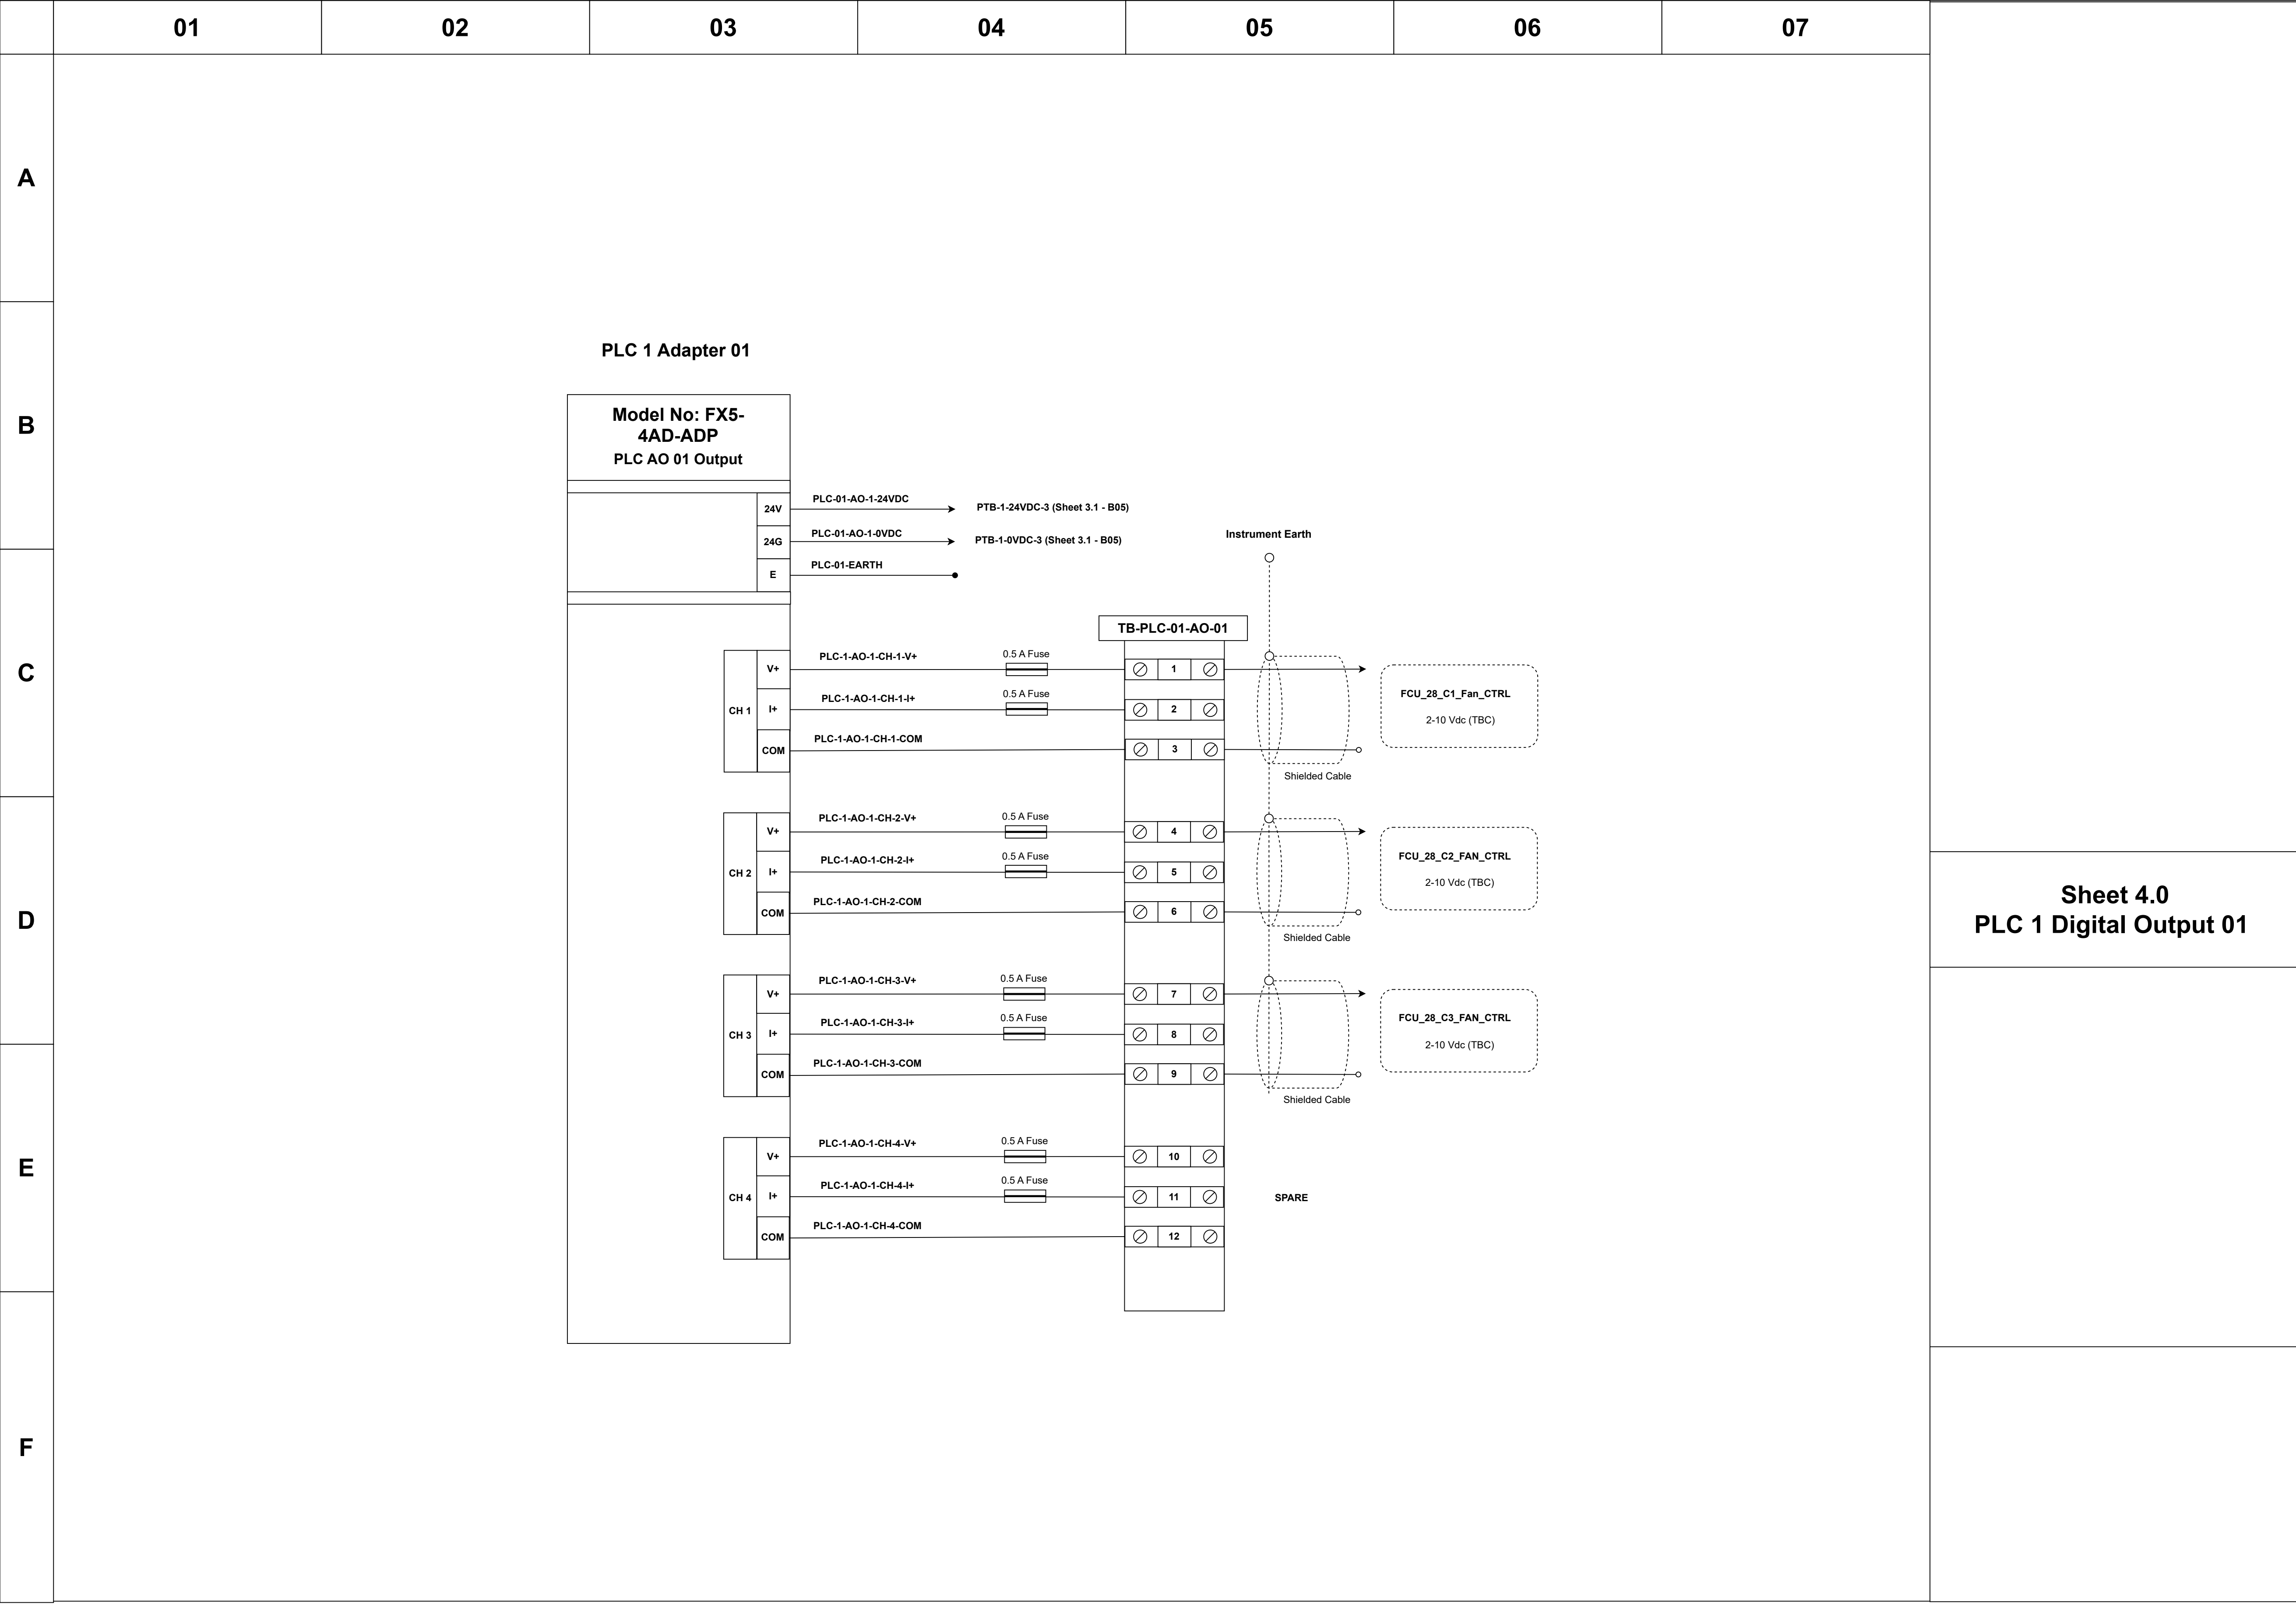 01 02 03 04 05 06 07
A
B
C
D
E
F
PLC 1 Adapter 01
Model No: FX5-
4AD-ADP
PLC AO 01 Output
24V
PLC-01-AO-1-24VDC
PTB-1-24VDC-3 (Sheet 3.1 - B05)
24G
PLC-01-AO-1-0VDC
PTB-1-0VDC-3 (Sheet 3.1 - B05)
E
PLC-01-EARTH
Instrument Earth
TB-PLC-01-AO-01
CH 1
V+
PLC-1-AO-1-CH-1-V+
0.5 A Fuse
1
I+
PLC-1-AO-1-CH-1-I+
0.5 A Fuse
2
COM
PLC-1-AO-1-CH-1-COM
3
Shielded Cable
FCU_28_C1_Fan_CTRL
2-10 Vdc (TBC)
CH 2
V+
PLC-1-AO-1-CH-2-V+
0.5 A Fuse
4
I+
PLC-1-AO-1-CH-2-I+
0.5 A Fuse
5
COM
PLC-1-AO-1-CH-2-COM
6
Shielded Cable
FCU_28_C2_FAN_CTRL
2-10 Vdc (TBC)
CH 3
V+
PLC-1-AO-1-CH-3-V+
0.5 A Fuse
7
I+
PLC-1-AO-1-CH-3-I+
0.5 A Fuse
8
COM
PLC-1-AO-1-CH-3-COM
9
Shielded Cable
FCU_28_C3_FAN_CTRL
2-10 Vdc (TBC)
CH 4
V+
PLC-1-AO-1-CH-4-V+
0.5 A Fuse
10
I+
PLC-1-AO-1-CH-4-I+
0.5 A Fuse
11
COM
PLC-1-AO-1-CH-4-COM
12
SPARE
Sheet 4.0
PLC 1 Digital Output 01